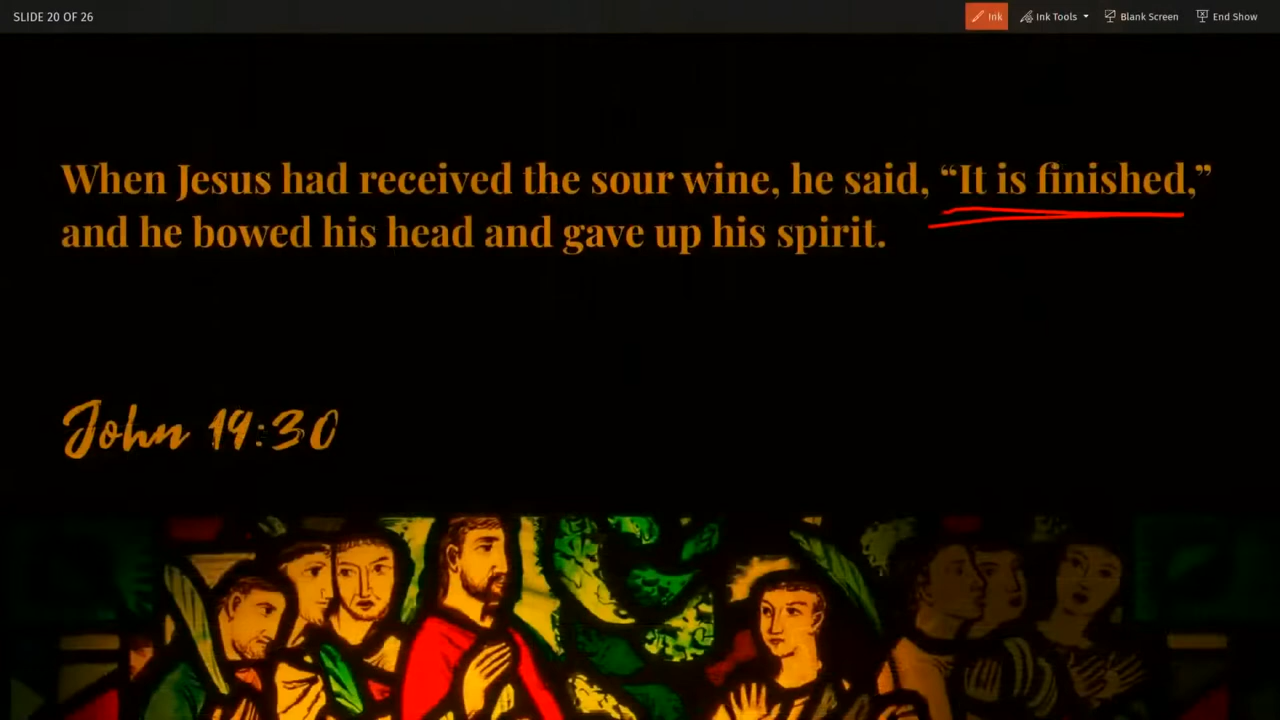 SLIDE 20 OF 26
Ink
Ink Tools
Blank Screen
End Show
When Jesus had received the sour wine, he said, “It is finished,”
and he bowed his head and gave up his spirit.
John 19:30